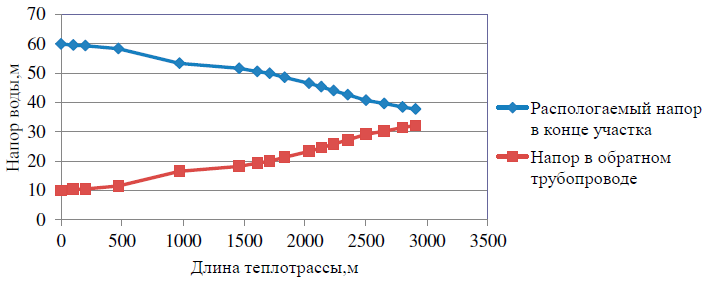 70
60
50
40
30
20
10
0
Напор воды,м
0 500 1000 1500 2000 2500 3000 3500
Длина теплотрассы,м
Распологаемый напор
в конце участка
Напор в обратном
трубопроводе